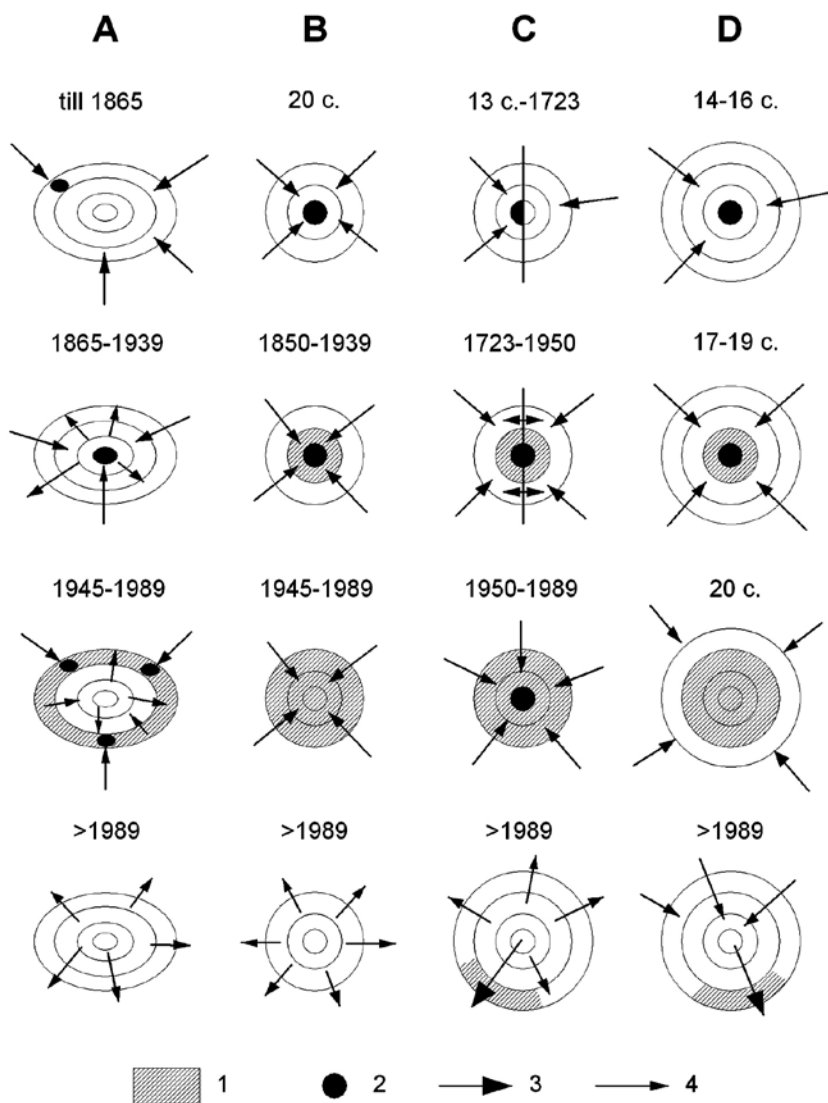 A B C D
till 1865 20 c. 13 c.-1723 14-16 c.
1865-1939 1850-1939 1723-1950 17-19 c.
1945-1989 1945-1989 1950-1989 20 c.
>1989 >1989 >1989 >1989
1 2 3 4